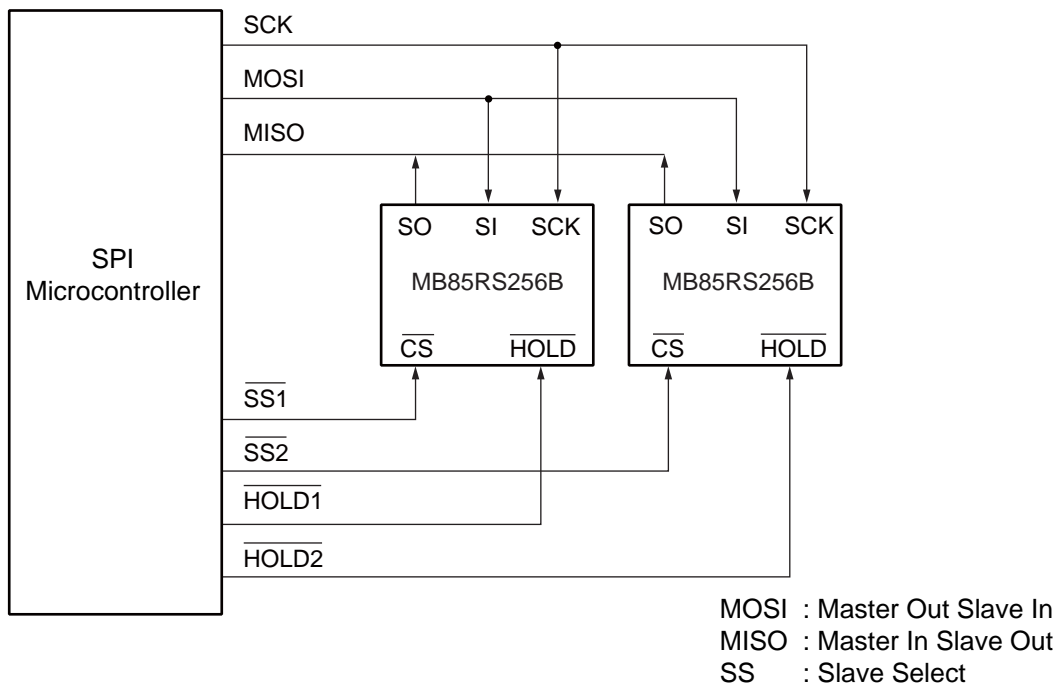 SCK
MOSI
MISO
SPI
Microcontroller
SO SI SCK
MB85RS256B
CS HOLD
SO SI SCK
MB85RS256B
CS HOLD
SS1
SS2
HOLD1
HOLD2
MOSI : Master Out Slave In
MISO : Master In Slave Out
SS : Slave Select